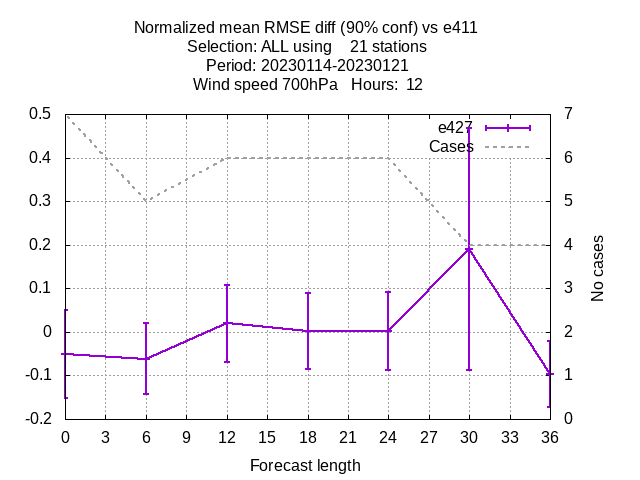 Normalized mean RMSE diff (90% conf) vs e411
Selection: ALL using    21 stations
Period: 20230114-20230121
Wind speed 700hPa   Hours:  12
e427
Cases
0.5
0.4
0.3
0.2
0.1
0
-0.1
-0.2
7
6
5
4
3
2
1
0
No cases
0 3 6 9 12 15 18 21 24 27 30 33 36
Forecast length